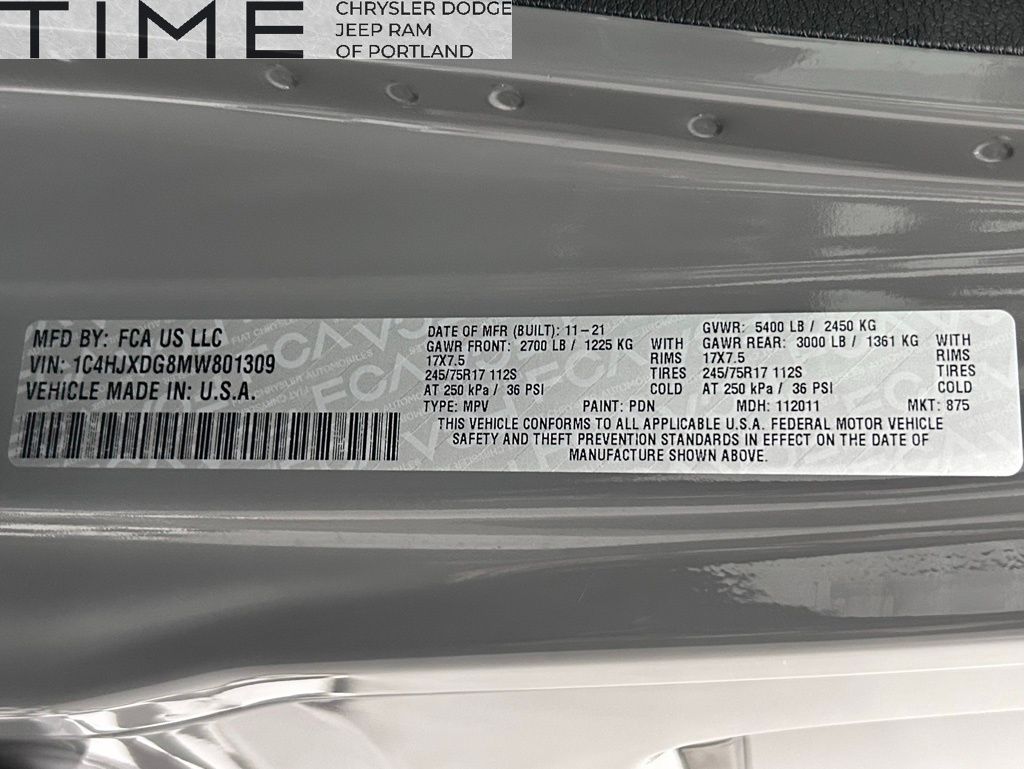 TIME
CHRYSLER DODGE
JEEP RAM
OF PORTLAND
MFD BY: FCA US LLC
VIN: 1C4HJXDG8MW801309
VEHICLE MADE IN: U.S.A.
DATE OF MFR (BUILT): 11-21
GAWR FRONT: 2700 LB / 1225 KG WITH
17X7.5 RIMS
245/75R17 112S TIRES
AT 250 kPa / 36 PSI COLD
GVWR: 5400 LB / 2450 KG
GAWR REAR: 3000 LB / 1361 KG WITH
17X7.5 RIMS
245/75R17 112S TIRES
AT 250 kPa / 36 PSI COLD
TYPE: MPV PAINT: PDN MDH: 112011 MKT: 875
THIS VEHICLE CONFORMS TO ALL APPLICABLE U.S.A. FEDERAL MOTOR VEHICLE
SAFETY AND THEFT PREVENTION STANDARDS IN EFFECT ON THE DATE OF
MANUFACTURE SHOWN ABOVE.